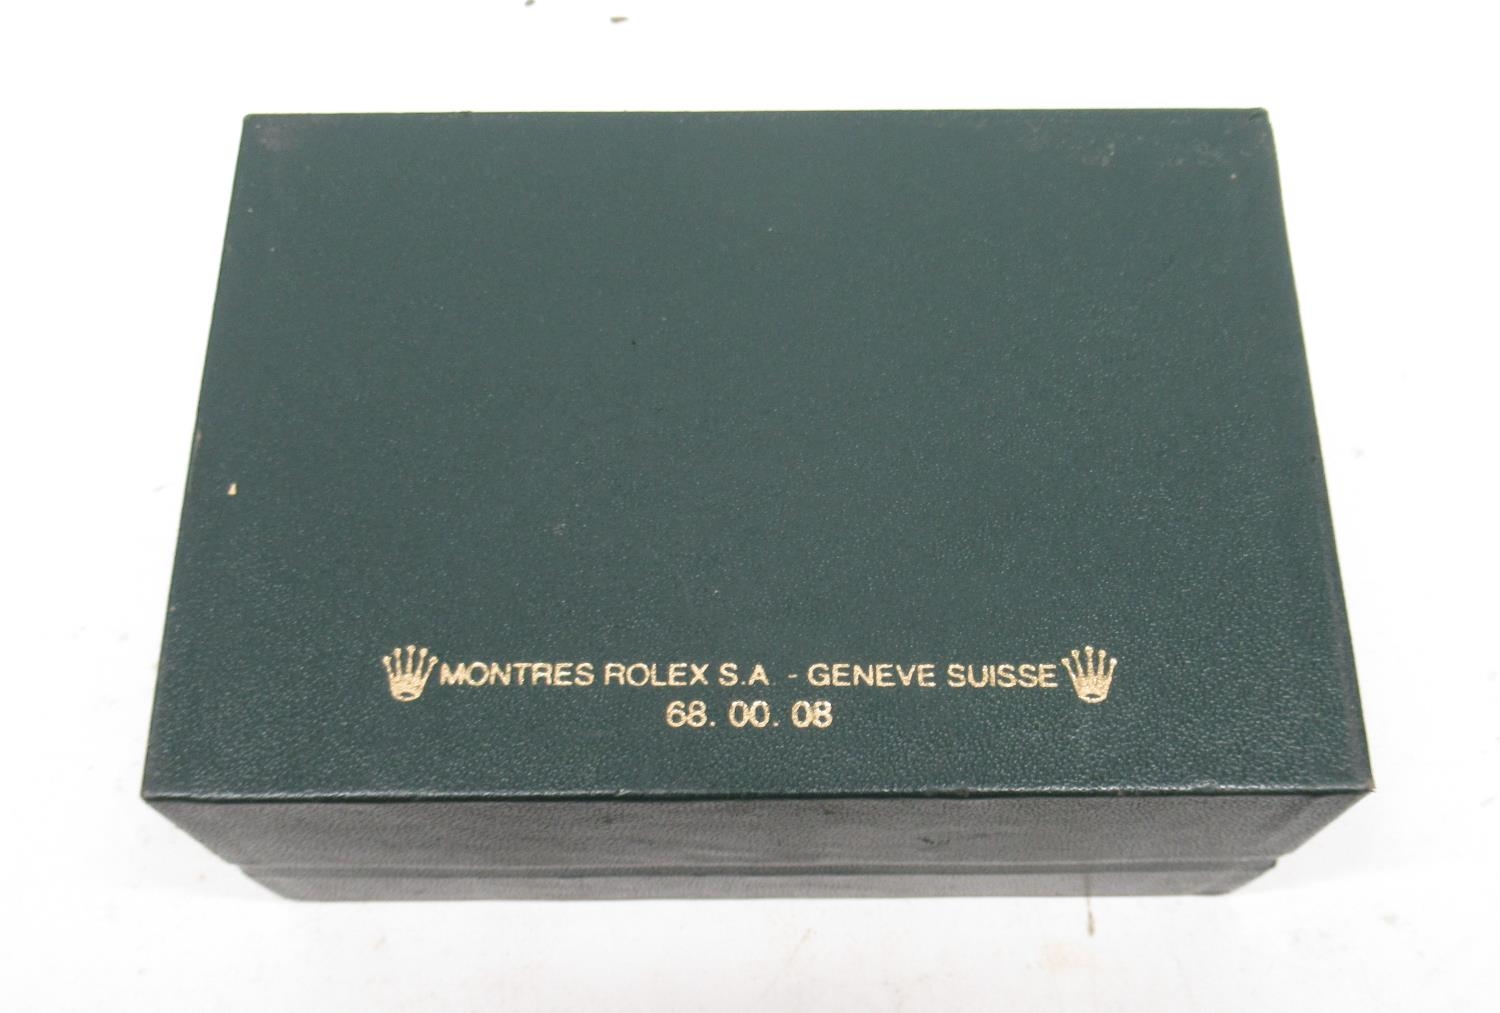 MONTRES ROLEX S.A. - GENEVE SUISSE
68. 00. 08